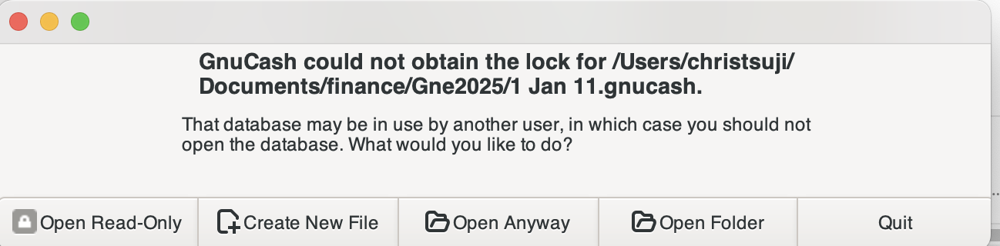 GnuCash could not obtain the lock for /Users/christsuji/
Documents/finance/Gne2025/1 Jan 11.gnucash.
That database may be in use by another user, in which case you should not
open the database. What would you like to do?
Open Read-Only
Create New File
Open Anyway
Open Folder
Quit